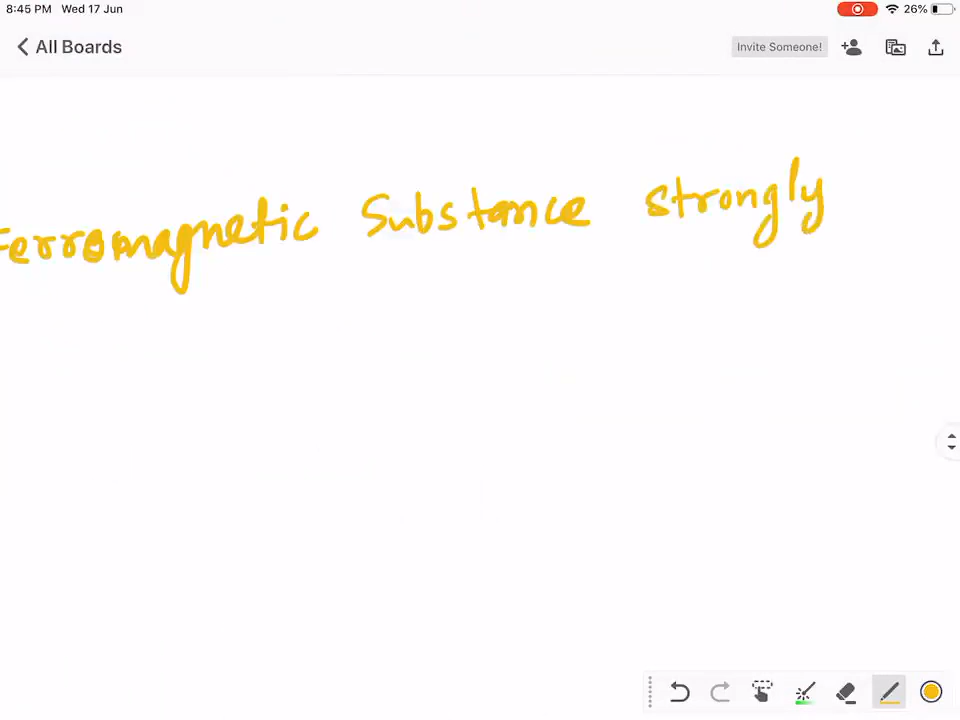 8:45 PM Wed 17 Jun 26%
All Boards Invite Someone!
Ferromagnetic Substance strongly